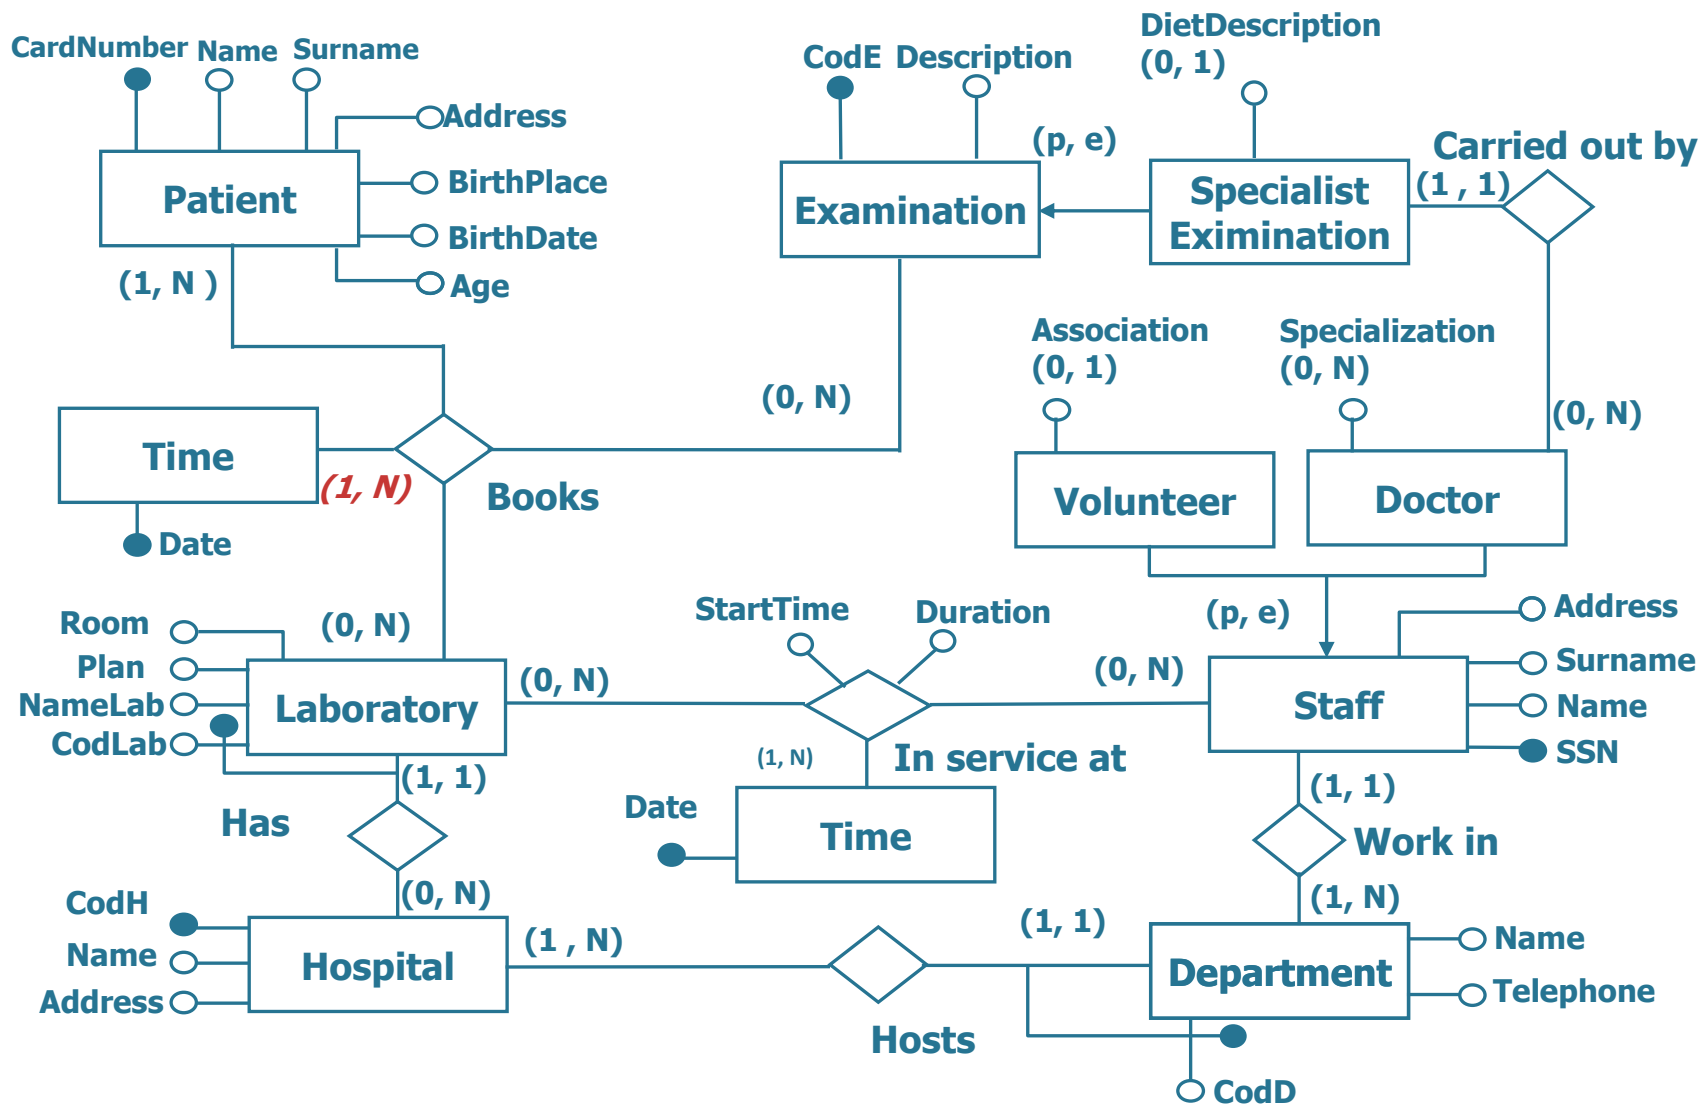 DietDescription
(0, 1)
CardNumber
Name
Surname
CodE
Description
Address
(p, e)
Carried out by
(1 , 1)
Patient
BirthPlace
BirthDate
Age
(1, N )
Examination
Specialist
Eximination
Association
(0, 1)
Specialization
(0, N)
(0, N)
(0, N)
Time
(1, N)
Books
Date
Volunteer
Doctor
Room
Plan
NameLab
CodLab
(0, N)
Laboratory
(0, N)
StartTime
Duration
(0, N)
(p, e)
Address
Surname
Name
SSN
Staff
(1, 1)
Has
(1, N)
In service at
Date
Time
(1, 1)
Work in
(0, N)
(1, N)
CodH
Name
Address
Hospital
(1 , N)
Hosts
(1, 1)
Department
Name
Telephone
CodD